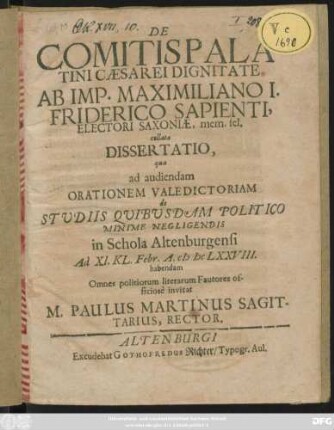 V c
1690
DE
COMITIS PALA
TINI CÆSAREI DIGNITATE,
AB IMP. MAXIMILIANO I.
FRIDERICO SAPIENTI,
ELECTORI SAXONIÆ, mem. fel.
collata
DISSERTATIO,
qua
ad audiendam
ORATIONEM VALEDICTORIAM
de
STUDIIS QVIBUSDAM POLITICO
MINIME NEGLIGENDIS
in Schola Altenburgensi
Ad XI. KL. Febr. A. cIↄ Iↄc LXXVIII.
habendam
Omnes politiorum literarum Fautores of-
ficiosè invitat
M. PAULUS MARTINUS SAGIT-
TARIUS, RECTOR.
ALTENBURGI
Excudebat GOTHOFREDUS Richter/ Typogr. Aul.